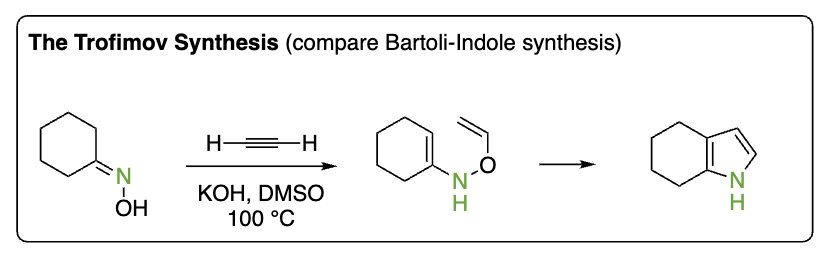 The Trofimov Synthesis (compare Bartoli-Indole synthesis)
H H
N
OH
KOH, DMSO
100 °C
O
N
H
N
H